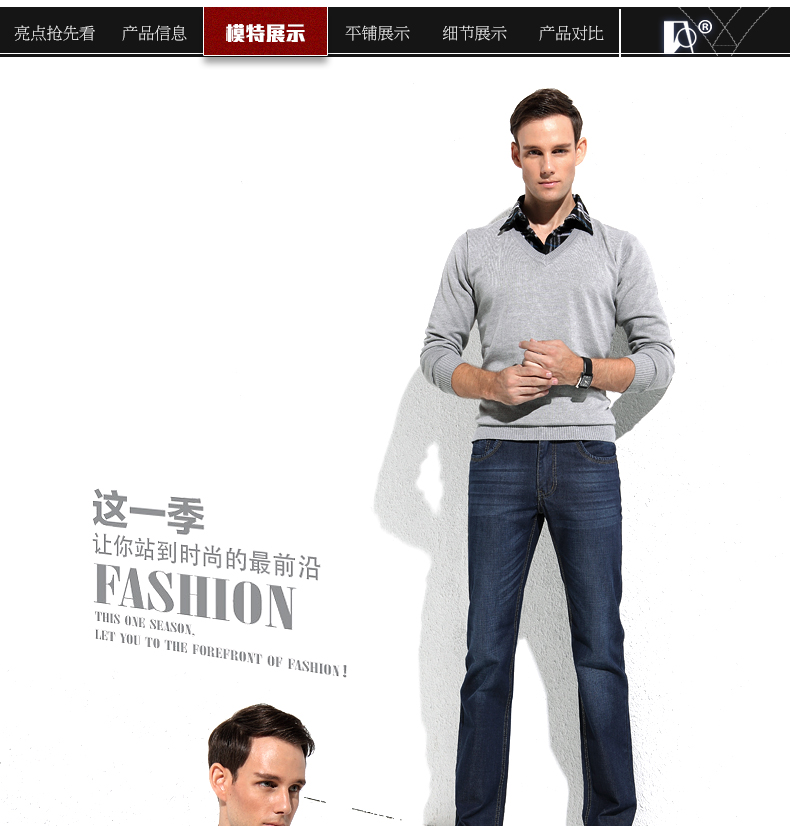 亮点抢先看 产品信息 模特展示 平铺展示 细节展示 产品对比 ®
这一季
让你站到时尚的最前沿
FASHION
THIS ONE SEASON.
LET YOU TO THE FOREFRONT OF FASHION!